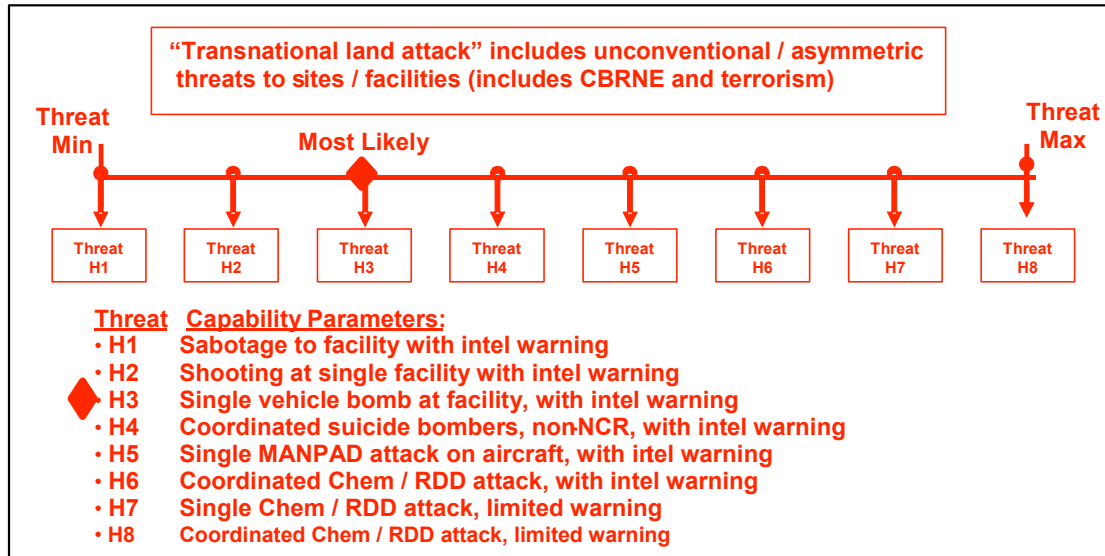 “Transnational land attack” includes unconventional / asymmetric
threats to sites / facilities (includes CBRNE and terrorism)
Threat
Min
Most Likely
Threat
Max
Threat
H1
Threat
H2
Threat
H3
Threat
H4
Threat
H5
Threat
H6
Threat
H7
Threat
H8
Threat Capability Parameters:
• H1 Sabotage to facility with intel warning
• H2 Shooting at single facility with intel warning
• H3 Single vehicle bomb at facility, with intel warning
• H4 Coordinated suicide bombers, non-NCR, with intel warning
• H5 Single MANPAD attack on aircraft, with intel warning
• H6 Coordinated Chem / RDD attack, with intel warning
• H7 Single Chem / RDD attack, limited warning
• H8 Coordinated Chem / RDD attack, limited warning